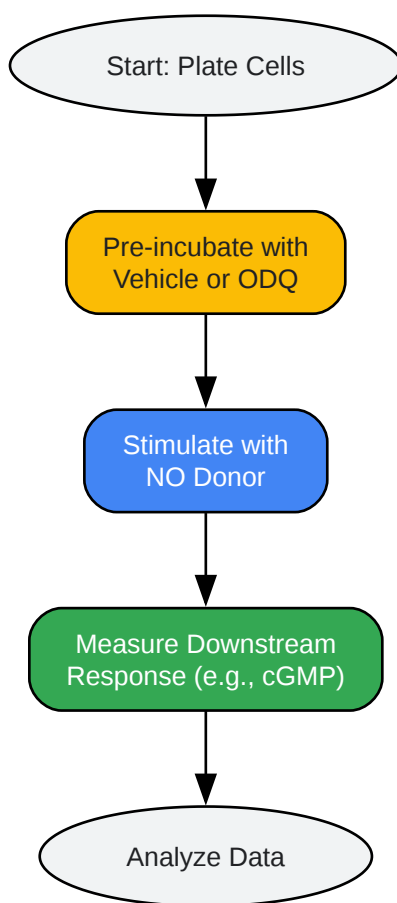 Start: Plate Cells
Pre-incubate with
Vehicle or ODQ
Stimulate with
NO Donor
Measure Downstream
Response (e.g., cGMP)
Analyze Data